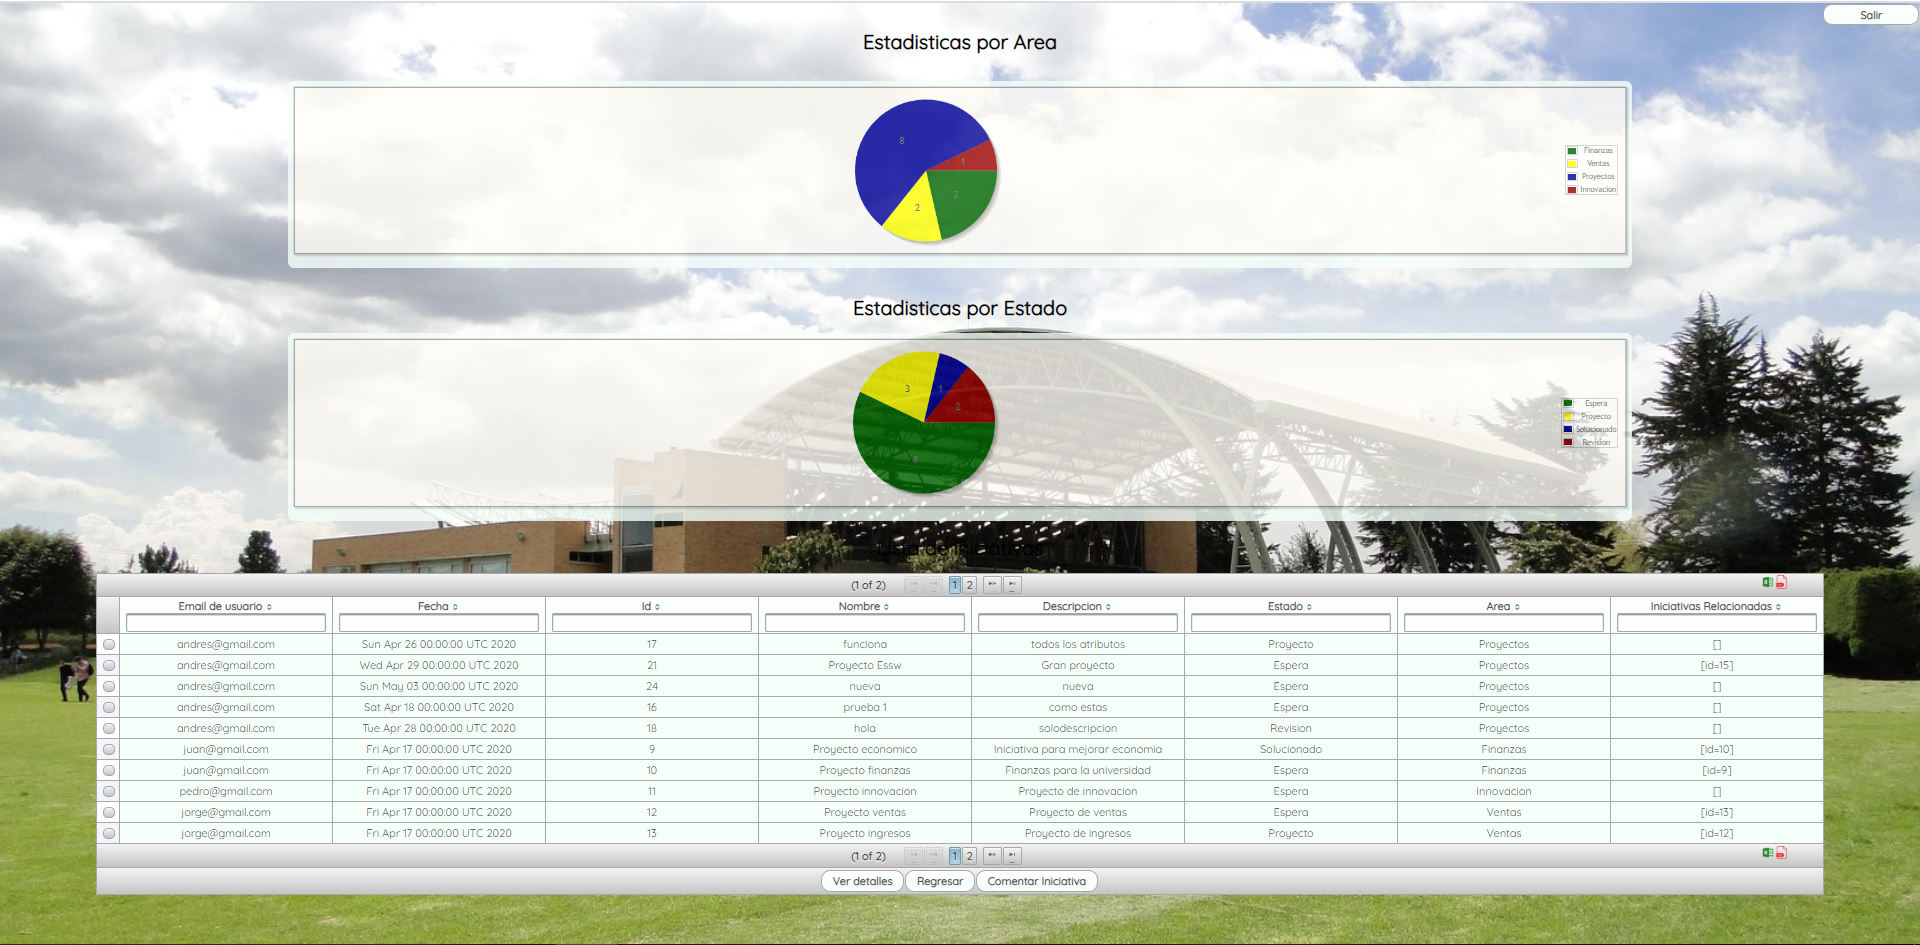 Salir
Estadisticas por Area
8
1
3
2
Finanzas
Ventas
Proyectos
Innovacion
Estadisticas por Estado
3
1
2
8
Espera
Proyecto
Solucionado
Revision
Lista de Iniciativas
(1 of 2) 1 2
Email de usuario Fecha Id Nombre Descripcion Estado Area Iniciativas Relacionadas
andres@gmail.com Sun Apr 26 00:00:00 UTC 2020 17 funciona todos los atributos Proyecto Proyectos []
andres@gmail.com Wed Apr 29 00:00:00 UTC 2020 21 Proyecto Essw Gran proyecto Espera Proyectos [id=15]
andres@gmail.com Sun May 03 00:00:00 UTC 2020 24 nueva nueva Espera Proyectos []
andres@gmail.com Sat Apr 18 00:00:00 UTC 2020 16 prueba 1 como estas Espera Proyectos []
andres@gmail.com Tue Apr 28 00:00:00 UTC 2020 18 hola solodescripcion Revision Proyectos []
juan@gmail.com Fri Apr 17 00:00:00 UTC 2020 9 Proyecto economico Iniciativa para mejorar economia Solucionado Finanzas [id=10]
juan@gmail.com Fri Apr 17 00:00:00 UTC 2020 10 Proyecto finanzas Finanzas para la universidad Espera Finanzas [id=9]
pedro@gmail.com Fri Apr 17 00:00:00 UTC 2020 11 Proyecto innovacion Proyecto de innovacion Espera Innovacion []
jorge@gmail.com Fri Apr 17 00:00:00 UTC 2020 12 Proyecto ventas Proyecto de ventas Espera Ventas [id=13]
jorge@gmail.com Fri Apr 17 00:00:00 UTC 2020 13 Proyecto ingresos Proyecto de ingresos Proyecto Ventas [id=12]
(1 of 2) 1 2
Ver detalles Regresar Comentar Iniciativa